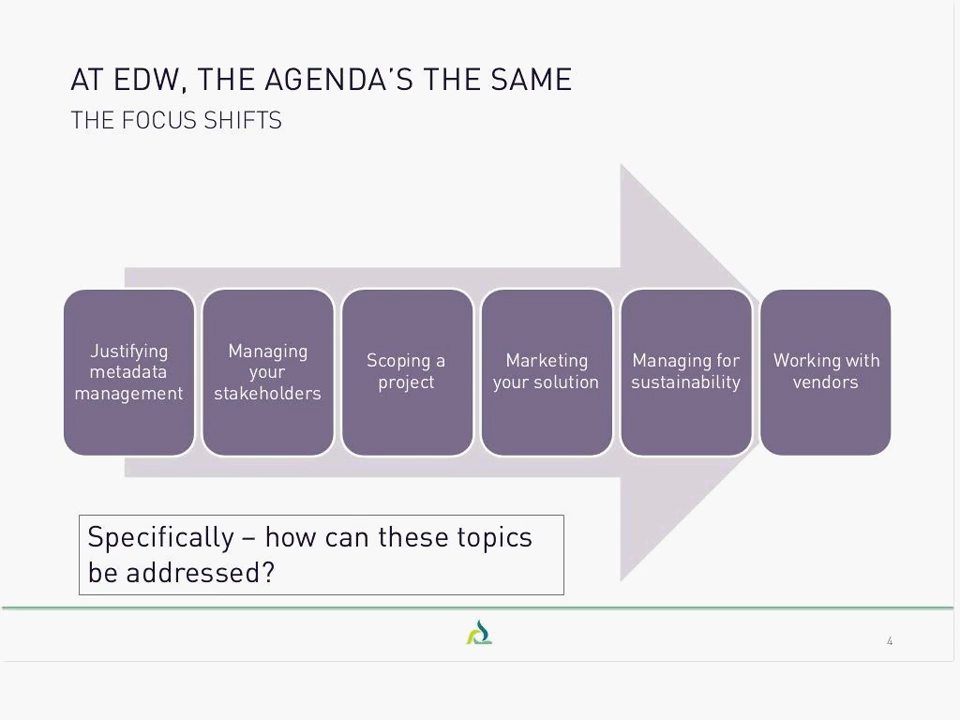 AT EDW, THE AGENDA'S THE SAME
THE FOCUS SHIFTS
Justifying
metadata
management
Managing
your
stakeholders
Scoping a
project
Marketing
your solution
Managing for
sustainability
Working with
vendors
Specifically – how can these topics
be addressed?
4